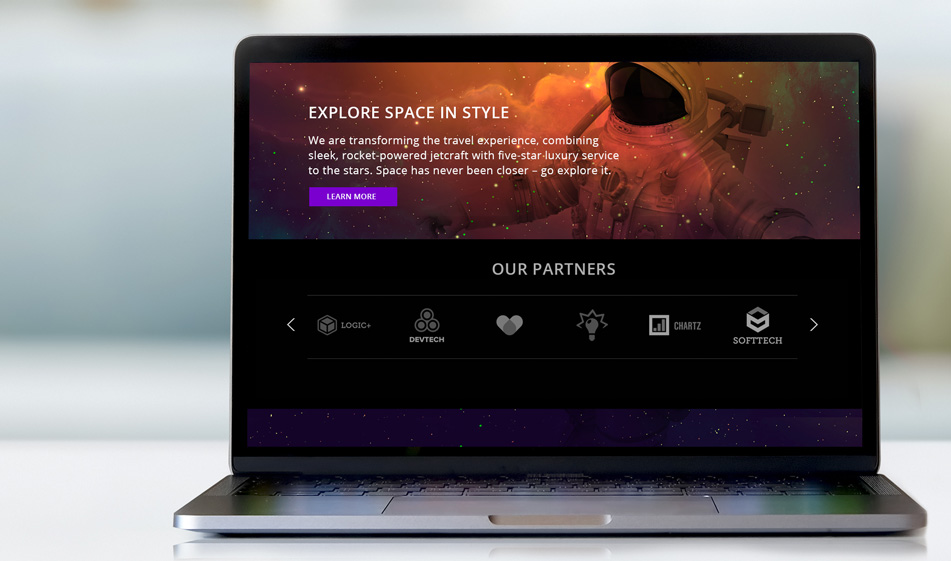 EXPLORE SPACE IN STYLE
We are transforming the travel experience, combining
sleek, rocket-powered jetcraft with five-star-luxury service
to the stars. Space has never been closer – go explore it.
LEARN MORE
OUR PARTNERS
LOGIC+
DEVTECH
CHARTZ
SOFTTECH